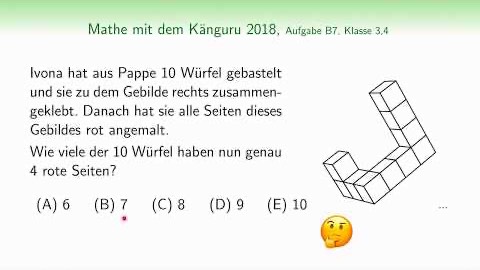 Mathe mit dem Känguru 2018, Aufgabe B7, Klasse 3,4
Ivona hat aus Pappe 10 Würfel gebastelt
und sie zu dem Gebilde rechts zusammen-
geklebt. Danach hat sie alle Seiten dieses
Gebildes rot angemalt.
Wie viele der 10 Würfel haben nun genau
4 rote Seiten?
(A) 6 (B) 7 (C) 8 (D) 9 (E) 10
...